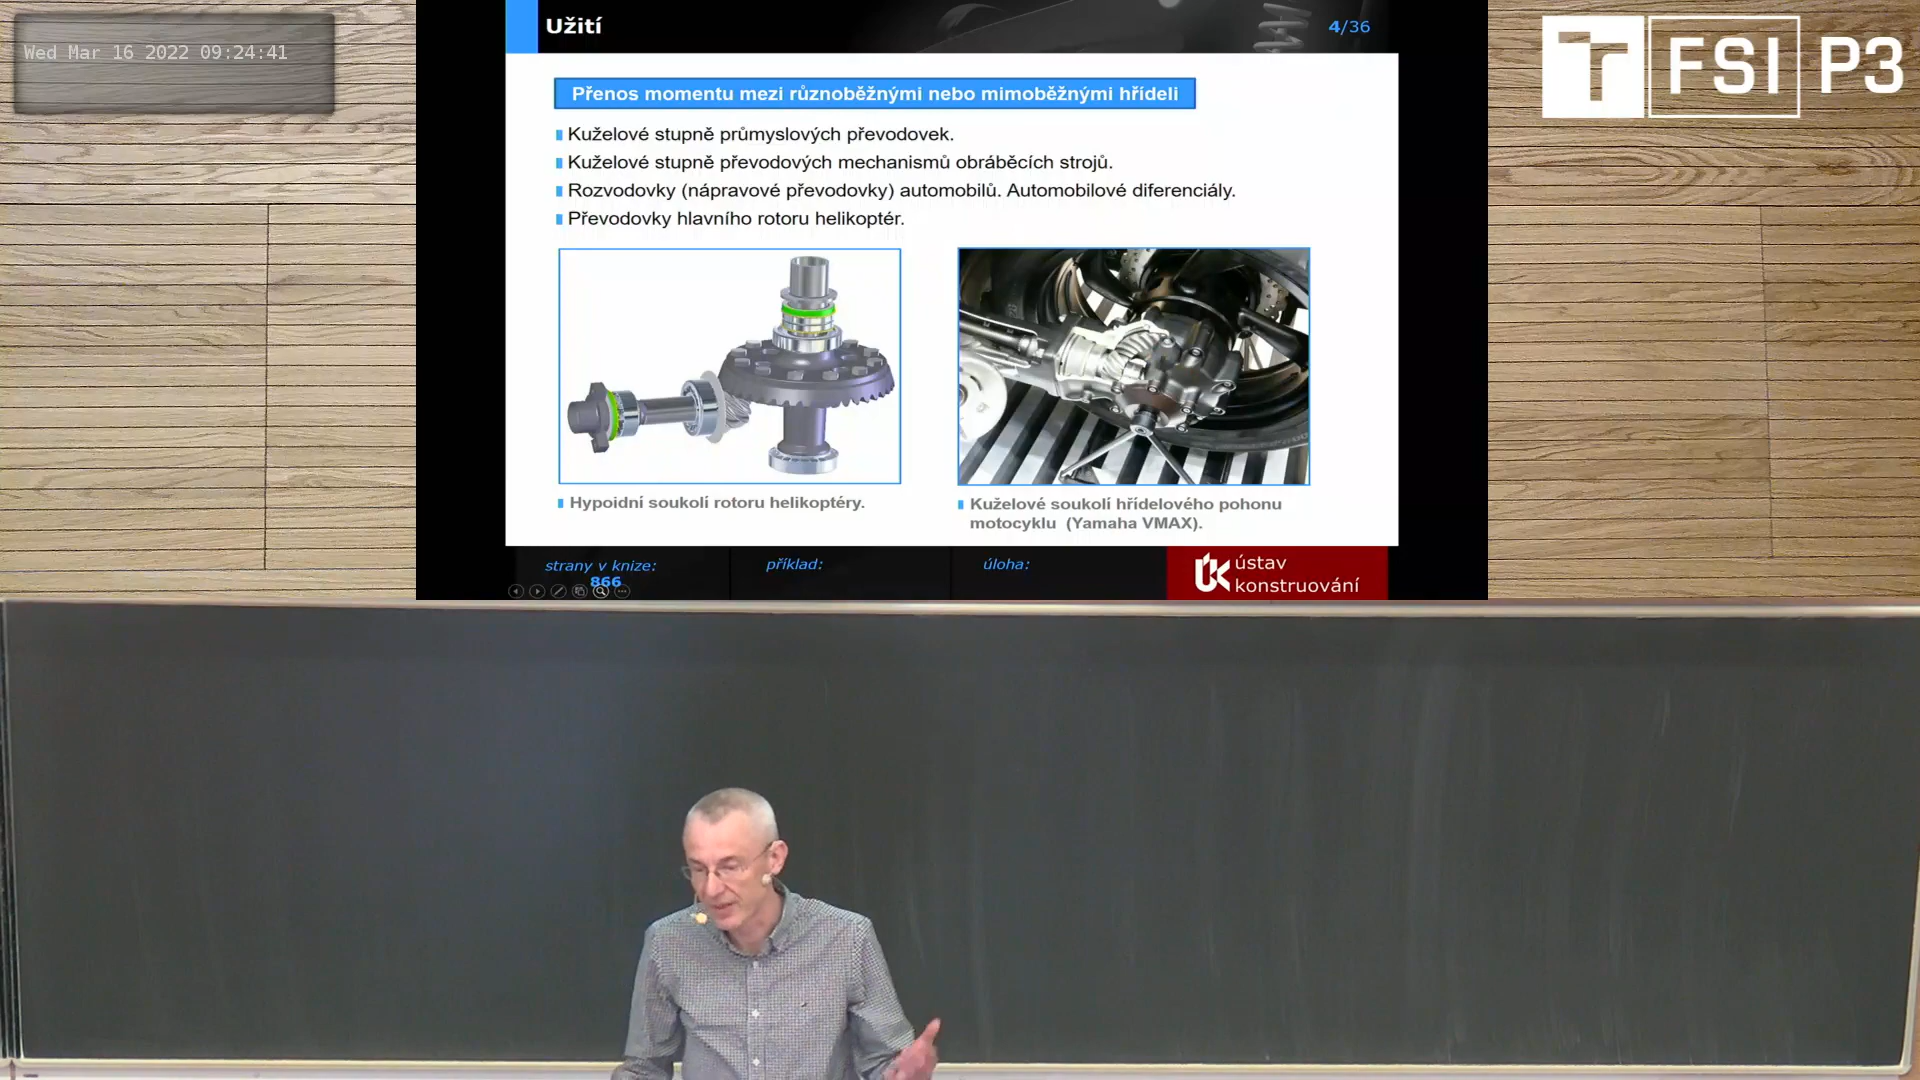 Wed Mar 16 2022 09:24:41
Užití
4/36
FSI P3
Přenos momentu mezi různoběžnými nebo mimoběžnými hřídeli
Kuželové stupně průmyslových převodovek.
Kuželové stupně převodových mechanismů obráběcích strojů.
Rozvodovky (nápravové převodovky) automobilů. Automobilové diferenciály.
Převodovky hlavního rotoru helikoptér.
Hypoidní soukolí rotoru helikoptéry.
Kuželové soukolí hřídelového pohonu
motocyklu (Yamaha VMAX).
strany v knize:
866
příklad:
úloha:
ústav
konstruování